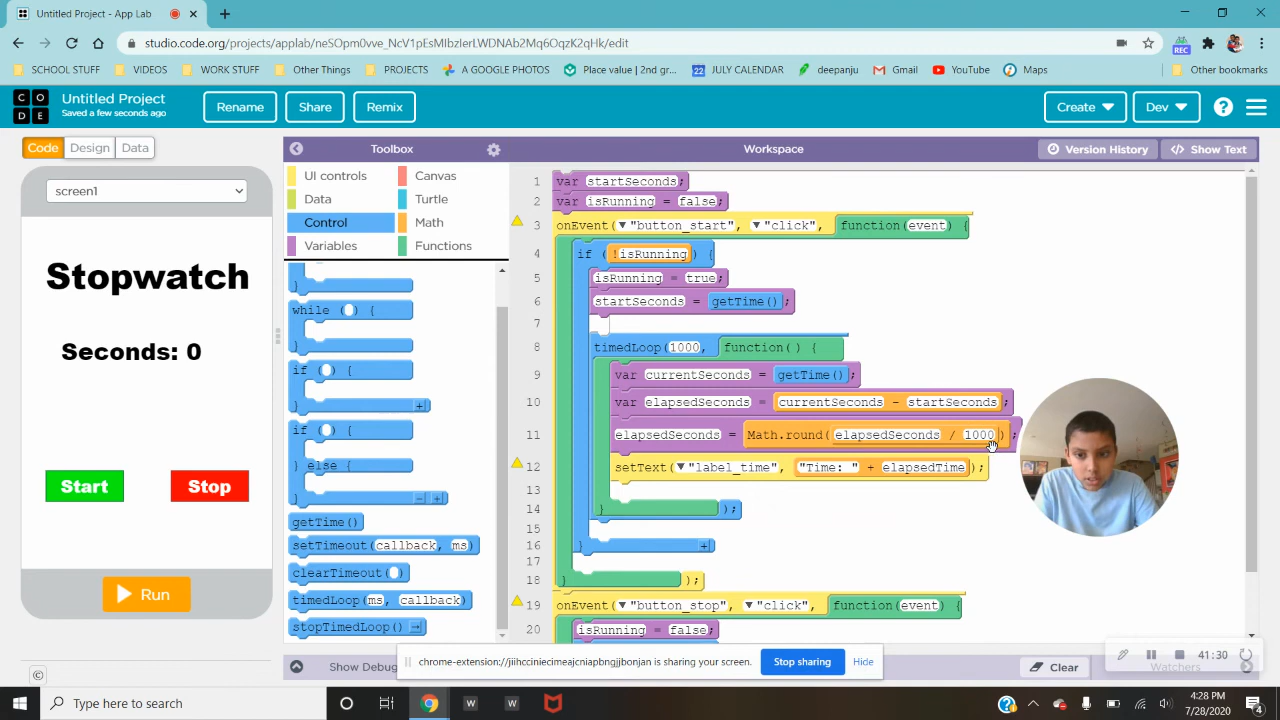 Untitled Project - App Lab
studio.code.org/projects/applab/neSOpm0vve_NcV1pEsMIbzIerLWDNAb2Mq6OqzK2qHk/edit
REC
SCHOOL STUFF
VIDEOS
WORK STUFF
Other Things
PROJECTS
A GOOGLE PHOTOS
Place value | 2nd gr...
22
JULY CALENDAR
deepanju
Gmail
YouTube
Maps
Other bookmarks
C O
D E
Untitled Project
Saved a few seconds ago
Rename
Share
Remix
Create
Dev
?
Code
Design
Data
Toolbox
Workspace
Version History
</> Show Text
screen1
UI controls
Canvas
Data
Turtle
Control
Math
Variables
Functions
Stopwatch
Seconds: 0
Start
Stop
Run
}
while () {
}
if () {
}
if () {
} else {
}
getTime()
setTimeout(callback, ms)
clearTimeout()
timedLoop(ms, callback)
stopTimedLoop()
1 var startSeconds;
2 var isRunning = false;
3 onEvent( "button_start", "click", function(event) {
4 if ( !isRunning ) {
5 isRunning = true;
6 startSeconds = getTime();
7
8 timedLoop(1000, function( ) {
9 var currentSeconds = getTime();
10 var elapsedSeconds = currentSeconds - startSeconds;
11 elapsedSeconds = Math.round( elapsedSeconds / 1000 );
12 setText( "label_time", "Time: " + elapsedTime );
13
14 } );
15
16 }
17
18 } );
19 onEvent( "button_stop", "click", function(event) {
20 isRunning = false;
Show Debug
chrome-extension://jiihcciniecimeajcniapbngjjbonjan is sharing your screen.
Stop sharing
Hide
Clear
Watchers
41:30
©
Type here to search
W
W
4:28 PM
7/28/2020
4